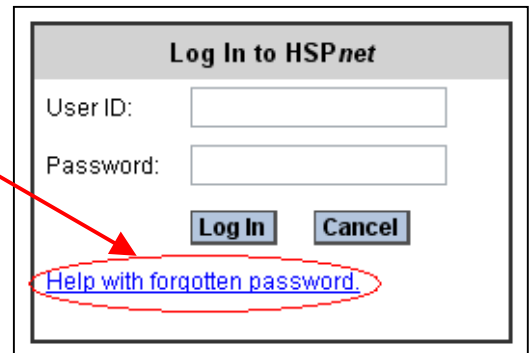 Log In to HSPnet
User ID:
Password:
Log In Cancel
Help with forgotten password.